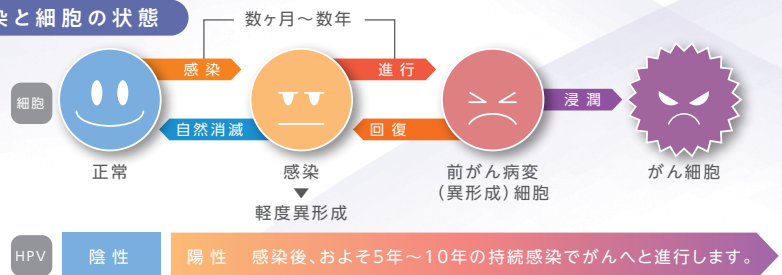 染と細胞の状態
数ヶ月～数年
感染
進行
細胞
浸潤
自然消滅
回復
正常
感染
前がん病変
がん細胞
▼
(異形成)細胞
軽度異形成
HPV
陰性
陽性 感染後、およそ5年～10年の持続感染でがんへと進行します。